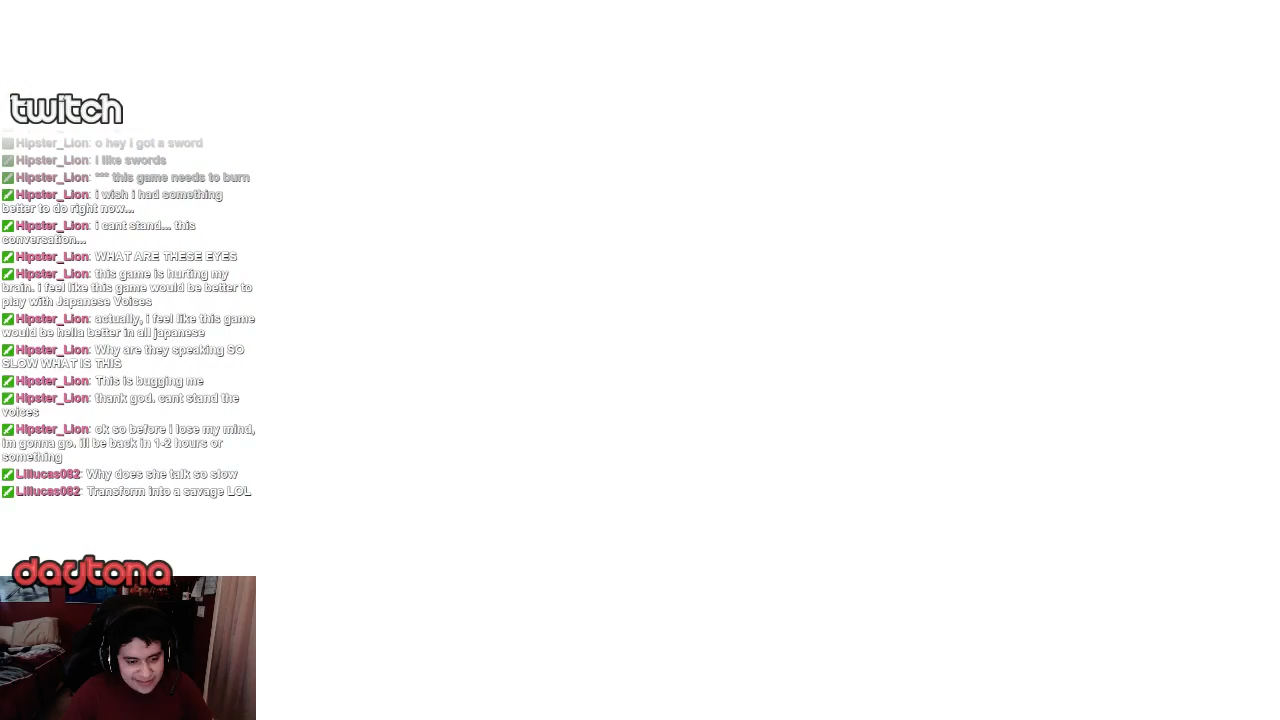 twitch
Hipster_Lion: o hey i got a sword
Hipster_Lion: i like swords
Hipster_Lion: *** this game needs to burn
Hipster_Lion: i wish i had something
better to do right now...
Hipster_Lion: i cant stand... this
conversation...
Hipster_Lion: WHAT ARE THESE EYES
Hipster_Lion: this game is hurting my
brain. i feel like this game would be better to
play with Japanese Voices
Hipster_Lion: actually, i feel like this game
would be hella better in all japanese
Hipster_Lion: Why are they speaking SO
SLOW WHAT IS THIS
Hipster_Lion: This is bugging me
Hipster_Lion: thank god. cant stand the
voices
Hipster_Lion: ok so before i lose my mind,
im gonna go. ill be back in 1-2 hours or
something
Lillucas082: Why does she talk so slow
Lillucas082: Transform into a savage LOL
daytona